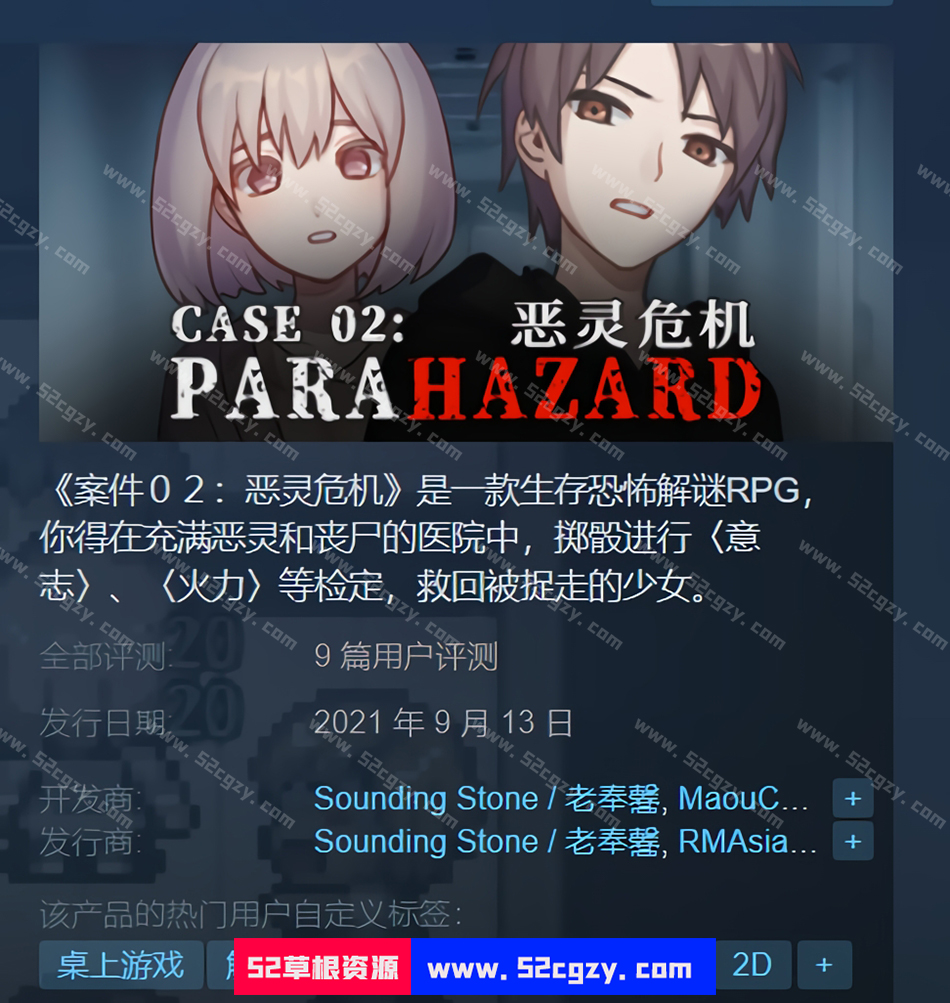 CASE 02: 恶灵危机
PARAHAZARD
《案件０２：恶灵危机》是一款生存恐怖解谜RPG，
你得在充满恶灵和丧尸的医院中，掷骰进行〈意
志〉、〈火力〉等检定，救回被捉走的少女。
全部评测: 9 篇用户评测
发行日期: 2021 年 9 月 13 日
开发商: Sounding Stone / 老奉馨, MaouC... +
发行商: Sounding Stone / 老奉馨, RMAsia... +
该产品的热门用户自定义标签：
桌上游戏 2D +
52草根资源 www.52cgzy.com